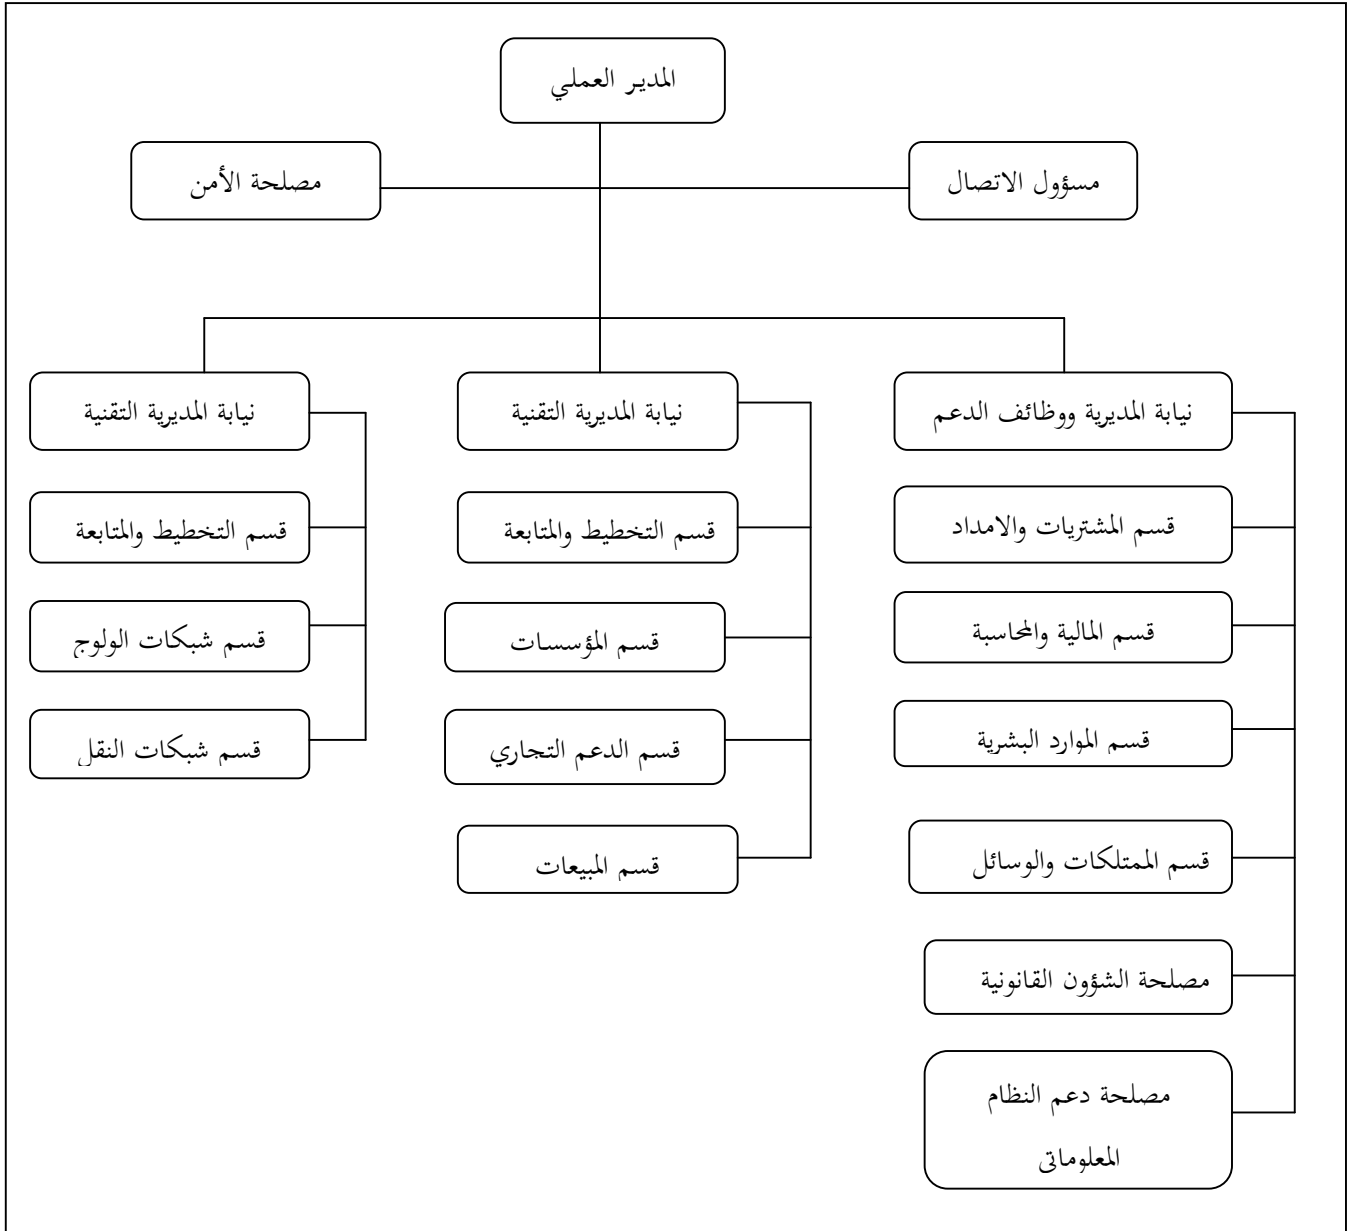 المدير العملي
مسؤول الاتصال
مصلحة الأمن
نيابة المديرية ووظائف الدعم
نيابة المديرية التقنية
نيابة المديرية التقنية
قسم المشتريات والامداد
قسم التخطيط والمتابعة
قسم التخطيط والمتابعة
قسم المالية والمحاسبة
قسم المؤسسات
قسم شبكات الولوج
قسم الموارد البشرية
قسم الدعم التجاري
قسم شبكات النقل
قسم الممتلكات والوسائل
قسم المبيعات
مصلحة الشؤون القانونية
مصلحة دعم النظام
المعلوماتي